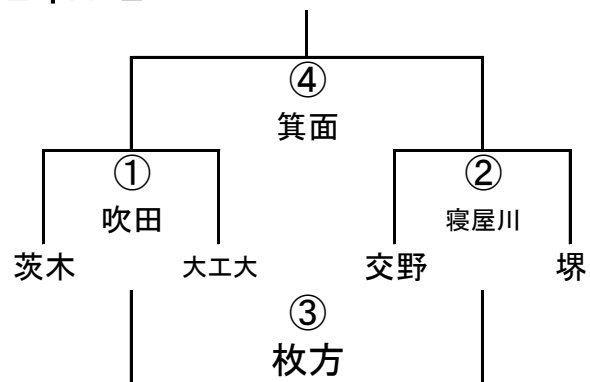 ④
箕面
① ②
吹田 寝屋川
茨木 大工大 交野 堺
③
枚方